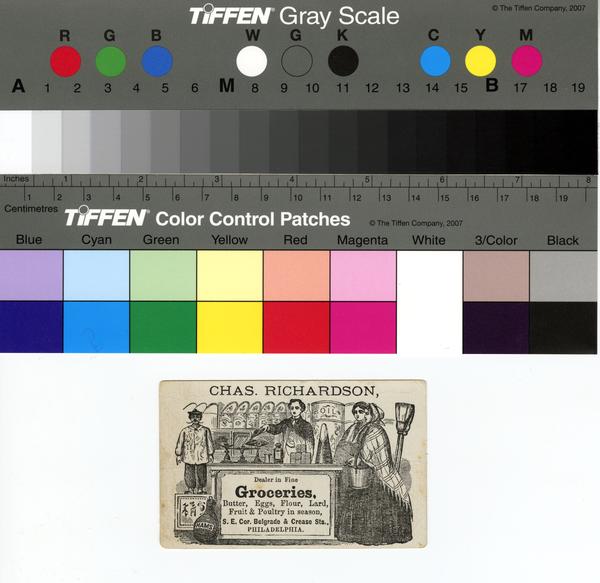 TIFFEN® Gray Scale
© The Tiffen Company, 2007
R G B W G K C Y M
A 1 2 3 4 5 6 M 8 9 10 11 12 13 14 15 B 17 18 19
Inches 1 2 3 4 5 6 7 8
Centimetres 1 2 3 4 5 6 7 8 9 10 11 12 13 14 15 16 17 18 19
TIFFEN® Color Control Patches
© The Tiffen Company, 2007
Blue Cyan Green Yellow Red Magenta White 3/Color Black
CHAS. RICHARDSON,
OIL
Dealer in Fine
Groceries,
Butter, Eggs, Flour, Lard,
Fruit & Poultry in season,
S. E. Cor. Belgrade & Crease Sts.,
PHILADELPHIA.
HAMS